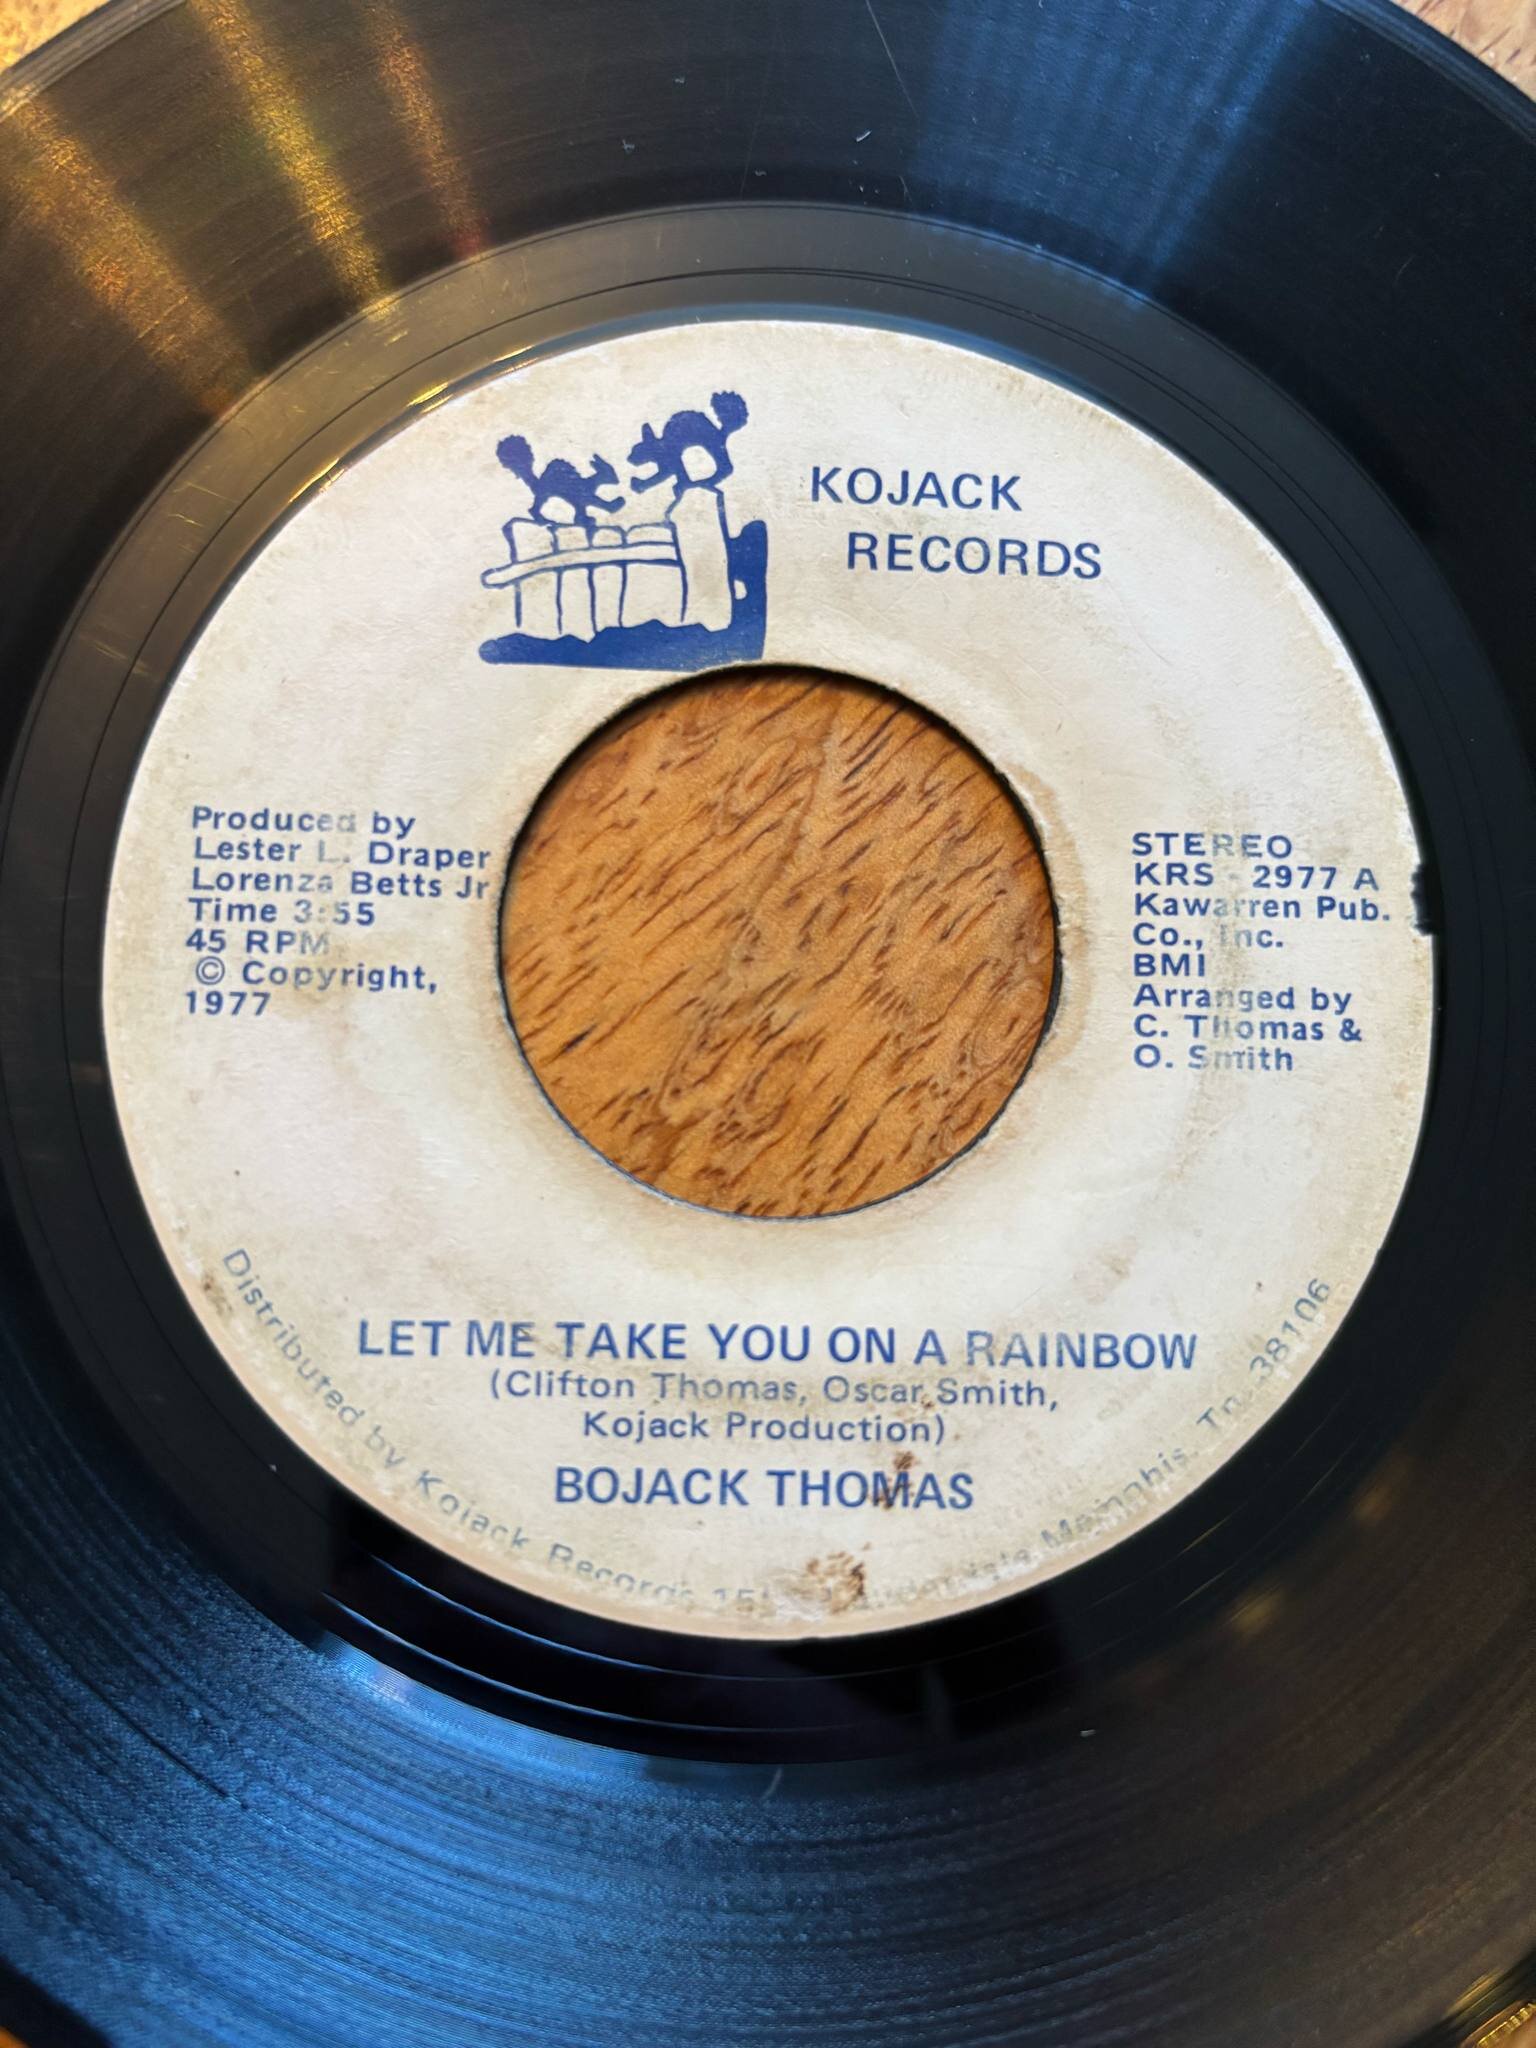 KOJACK
RECORDS
Produced by
Lester L. Draper
Lorenza Betts Jr
Time 3:55
45 RPM
© Copyright,
1977
STEREO
KRS - 2977 A
Kawarren Pub.
Co., Inc.
BMI
Arranged by
C. Thomas &
O. Smith
LET ME TAKE YOU ON A RAINBOW
(Clifton Thomas, Oscar Smith,
Kojack Production)
BOJACK THOMAS
Distributed by Kojack Records Memphis, Tn. 38106